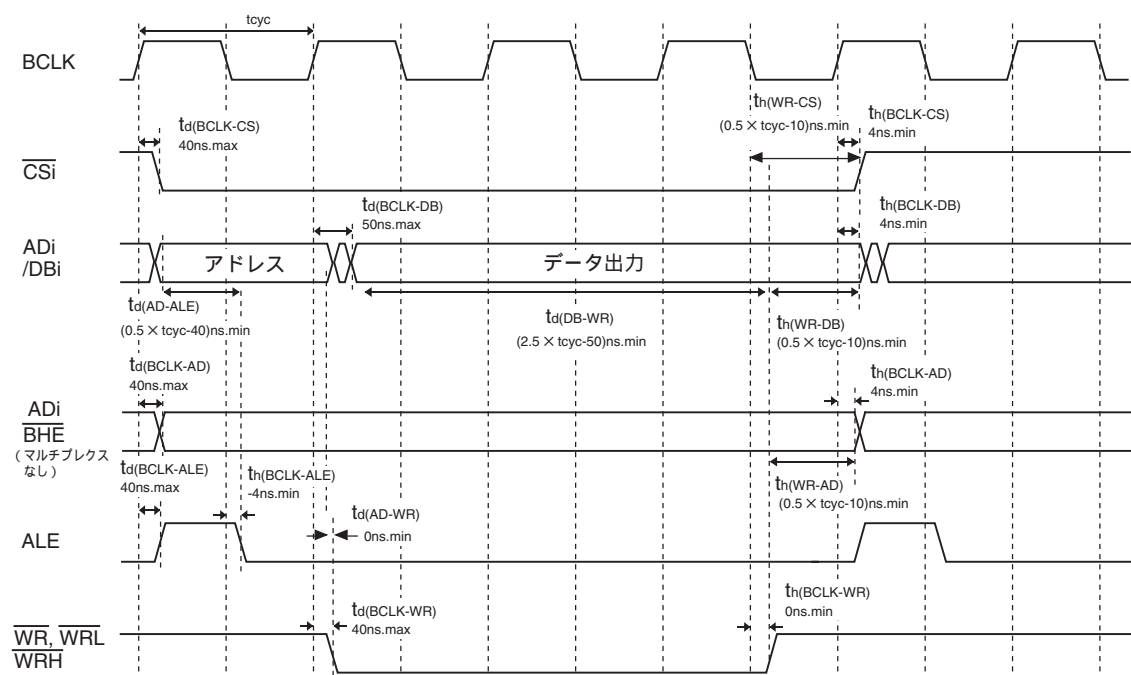 tcyc
BCLK
td(BCLK-CS)
40ns.max
th(WR-CS)
(0.5 × tcyc-10)ns.min
th(BCLK-CS)
4ns.min
CSi
td(BCLK-DB)
50ns.max
th(BCLK-DB)
4ns.min
ADi
/DBi
アドレス
データ出力
td(AD-ALE)
(0.5 × tcyc-40)ns.min
td(DB-WR)
(2.5 × tcyc-50)ns.min
th(WR-DB)
(0.5 × tcyc-10)ns.min
td(BCLK-AD)
40ns.max
th(BCLK-AD)
4ns.min
ADi
BHE
(マルチプレクス
なし)
td(BCLK-ALE)
40ns.max
th(BCLK-ALE)
-4ns.min
th(WR-AD)
(0.5 × tcyc-10)ns.min
td(AD-WR)
0ns.min
ALE
td(BCLK-WR)
40ns.max
th(BCLK-WR)
0ns.min
WR, WRL
WRH